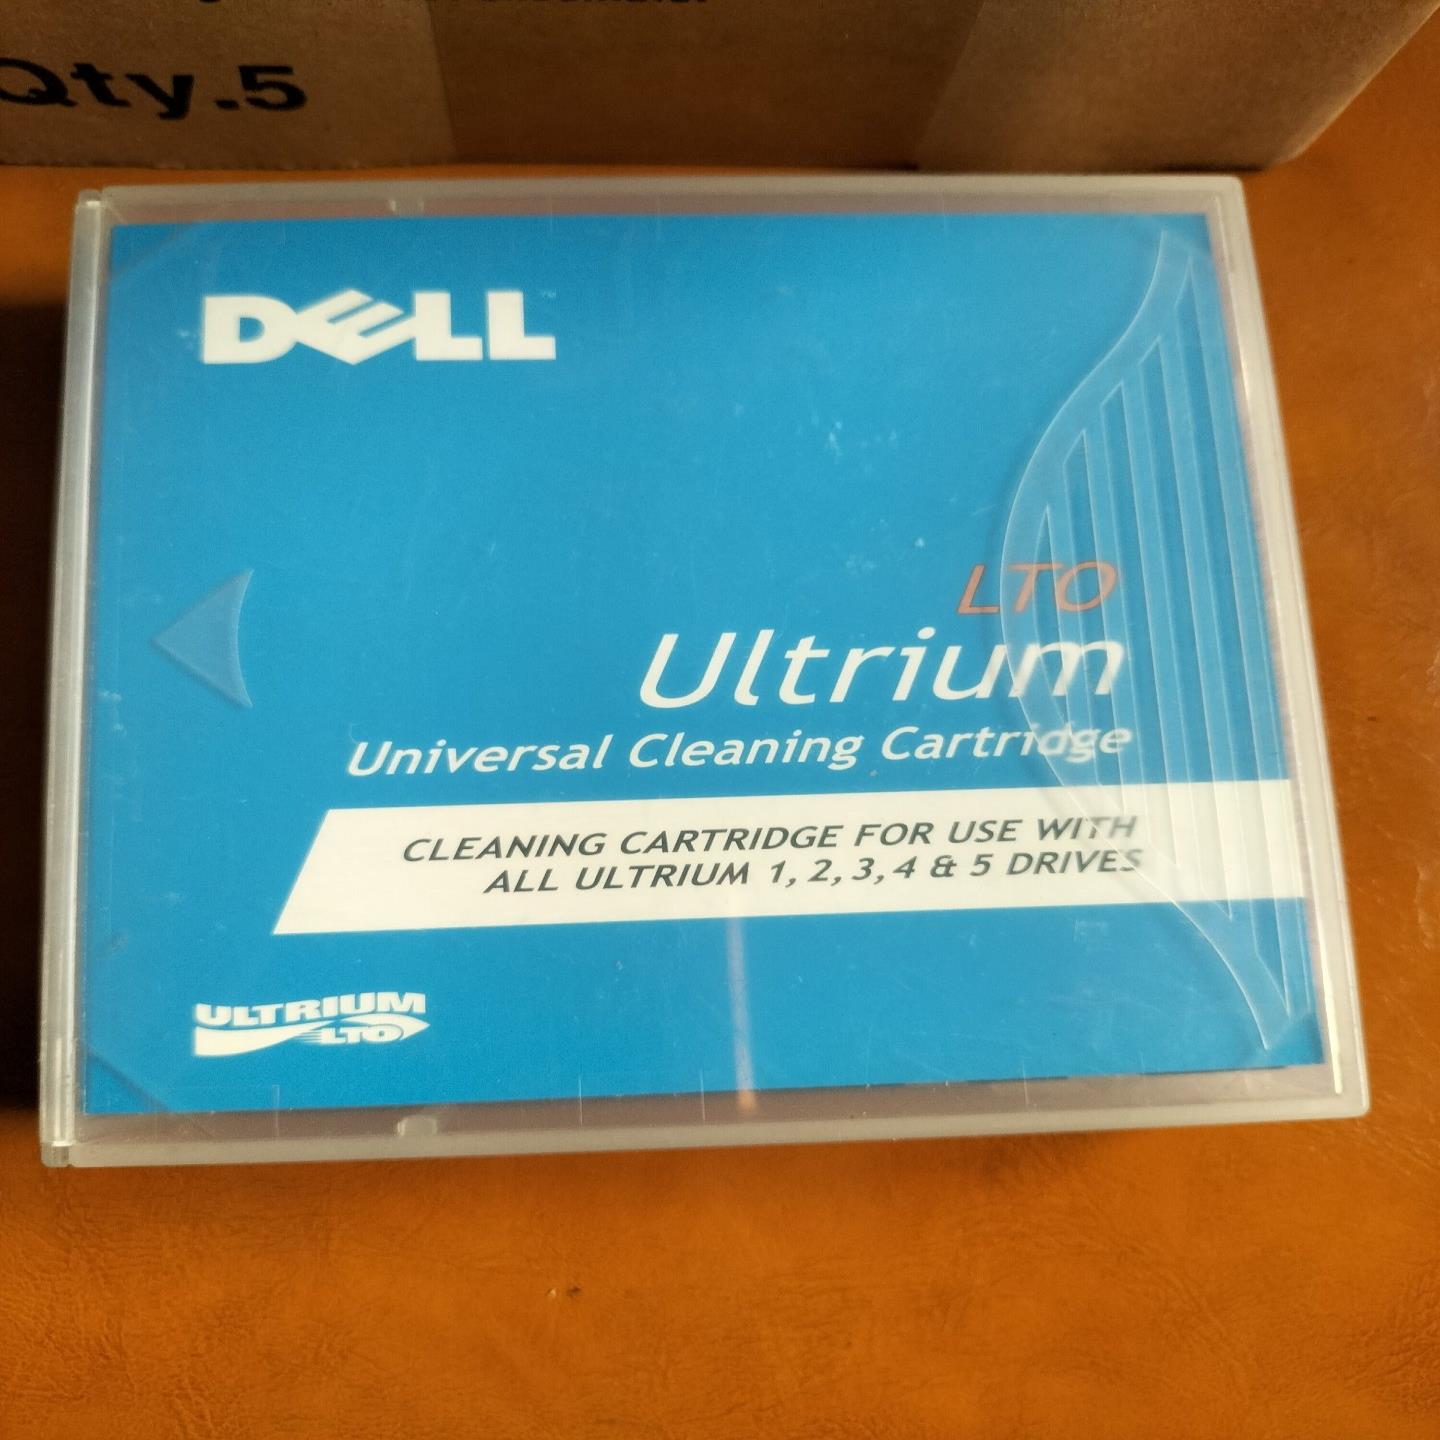 Qty.5
DELL™
LTO
Ultrium
Universal Cleaning Cartridge
CLEANING CARTRIDGE FOR USE WITH
ALL ULTRIUM 1, 2, 3, 4 & 5 DRIVES
ULTRIUM
LTO